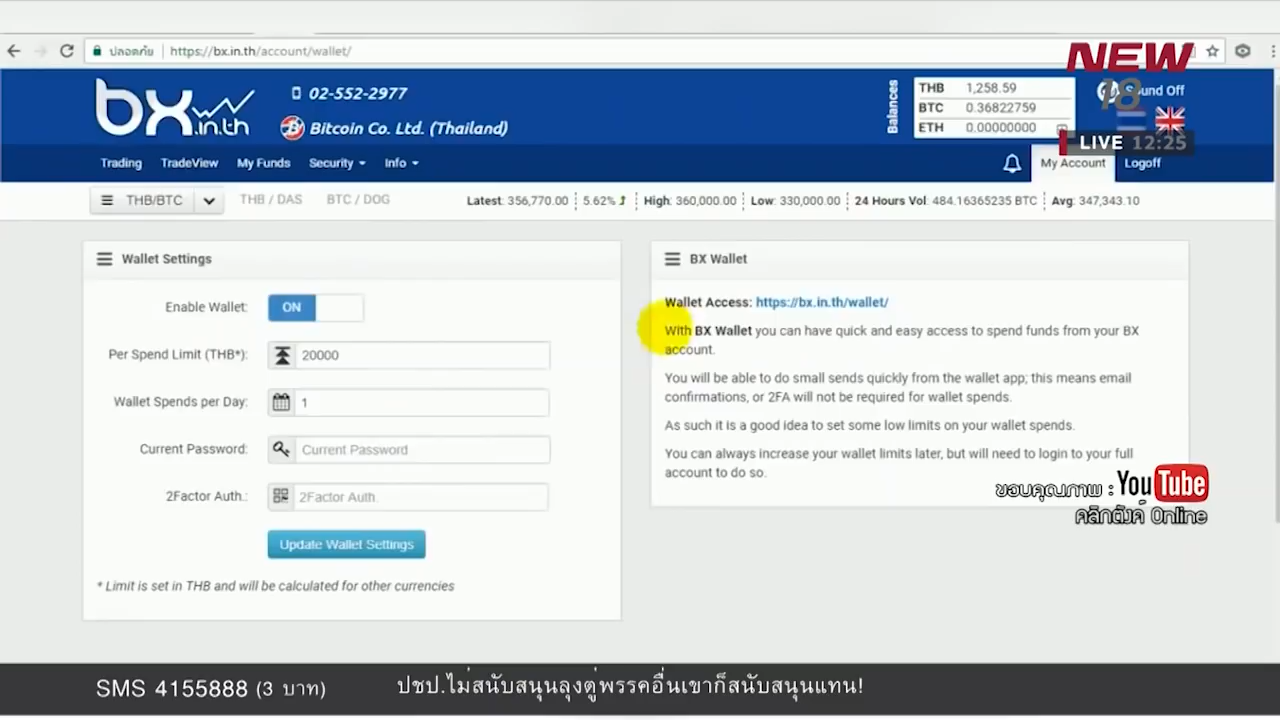 ปลอดภัย
https://bx.in.th/account/wallet/
NEW
18
bx.in.th
02-552-2977
Bitcoin Co. Ltd. (Thailand)
Balances
THB 1,258.59
BTC 0.36822759
ETH 0.00000000
Sound Off
LIVE 12:25
Trading TradeView My Funds Security Info My Account Logoff
THB/BTC THB / DAS BTC / DOG Latest: 356,770.00 5.62% High: 360,000.00 Low: 330,000.00 24 Hours Vol: 484.16365235 BTC Avg: 347,343.10
Wallet Settings
Enable Wallet: ON
Per Spend Limit (THB*): 20000
Wallet Spends per Day: 1
Current Password: Current Password
2Factor Auth.: 2Factor Auth.
Update Wallet Settings
* Limit is set in THB and will be calculated for other currencies
BX Wallet
Wallet Access: https://bx.in.th/wallet/
With BX Wallet you can have quick and easy access to spend funds from your BX
account.
You will be able to do small sends quickly from the wallet app; this means email
confirmations, or 2FA will not be required for wallet spends.
As such it is a good idea to set some low limits on your wallet spends.
You can always increase your wallet limits later, but will need to login to your full
account to do so.
ขอบคุณภาพ : YouTube
คลิกตังค์ Online
SMS 4155888 (3 บาท) ปชป.ไม่สนับสนุนลุงตู่พรรคอื่นเขาก็สนับสนุนแทน!